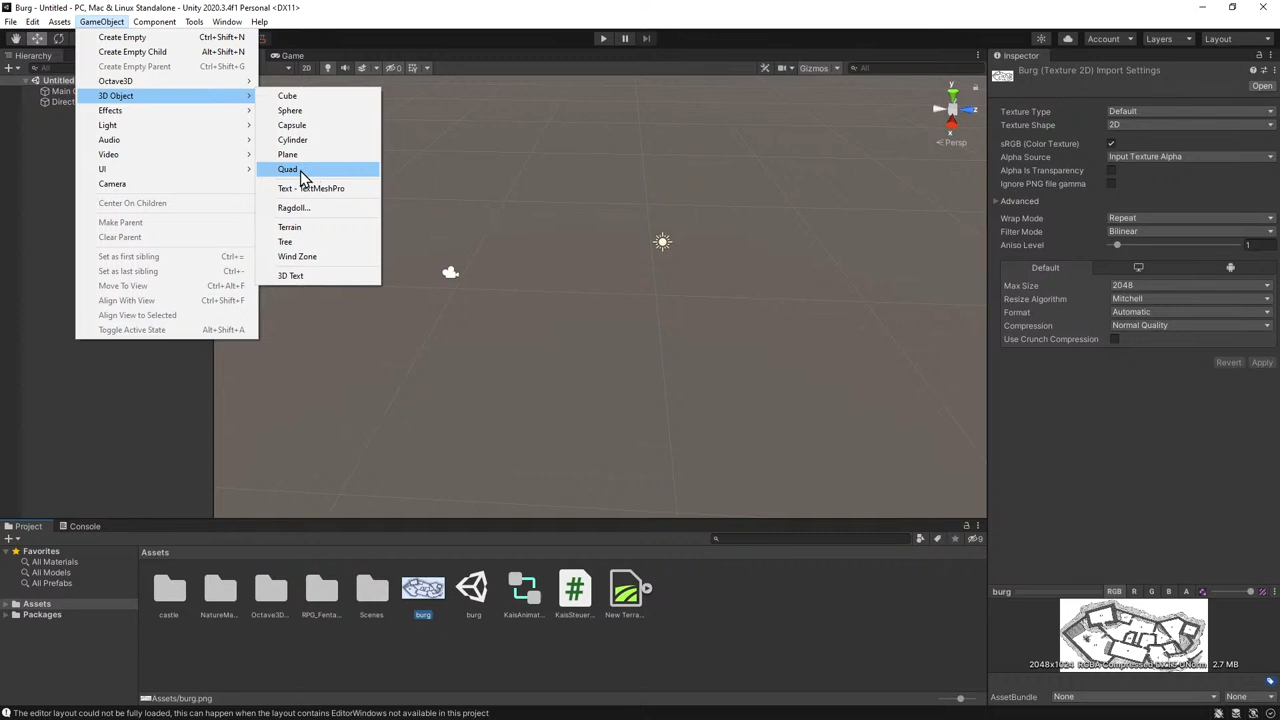 Burg - Untitled - PC, Mac & Linux Standalone - Unity 2020.3.4f1 Personal <DX11>
File Edit Assets GameObject Component Tools Window Help
Account Layers Layout
Hierarchy
All
Untitled
Main C
Direct
Create Empty Ctrl+Shift+N
Create Empty Child Alt+Shift+N
Create Empty Parent Ctrl+Shift+G
Octave3D
3D Object
Effects
Light
Audio
Video
UI
Camera
Center On Children
Make Parent
Clear Parent
Set as first sibling Ctrl+=
Set as last sibling Ctrl+-
Move To View Ctrl+Alt+F
Align With View Ctrl+Shift+F
Align View to Selected
Toggle Active State Alt+Shift+A
Cube
Sphere
Capsule
Cylinder
Plane
Quad
Text - TextMeshPro
Ragdoll...
Terrain
Tree
Wind Zone
3D Text
Game
2D 0 Gizmos All
y
z
x
Persp
Inspector
Burg (Texture 2D) Import Settings
Open
Texture Type Default
Texture Shape 2D
sRGB (Color Texture)
Alpha Source Input Texture Alpha
Alpha Is Transparency
Ignore PNG file gamma
Advanced
Wrap Mode Repeat
Filter Mode Bilinear
Aniso Level 1
Default
Max Size 2048
Resize Algorithm Mitchell
Format Automatic
Compression Normal Quality
Use Crunch Compression
Revert Apply
Project Console
9
Favorites
All Materials
All Models
All Prefabs
Assets
Packages
Assets
castle NatureMa... Octave3D... RPG_Fenta... Scenes burg burg KaisAnimat... KaisSteuer... New Terra...
Assets/burg.png
burg RGB R G B A 0
2048x1024 RGBA Compressed DXT5 UNorm 2.7 MB
AssetBundle None None
The editor layout could not be fully loaded, this can happen when the layout contains EditorWindows not available in this project